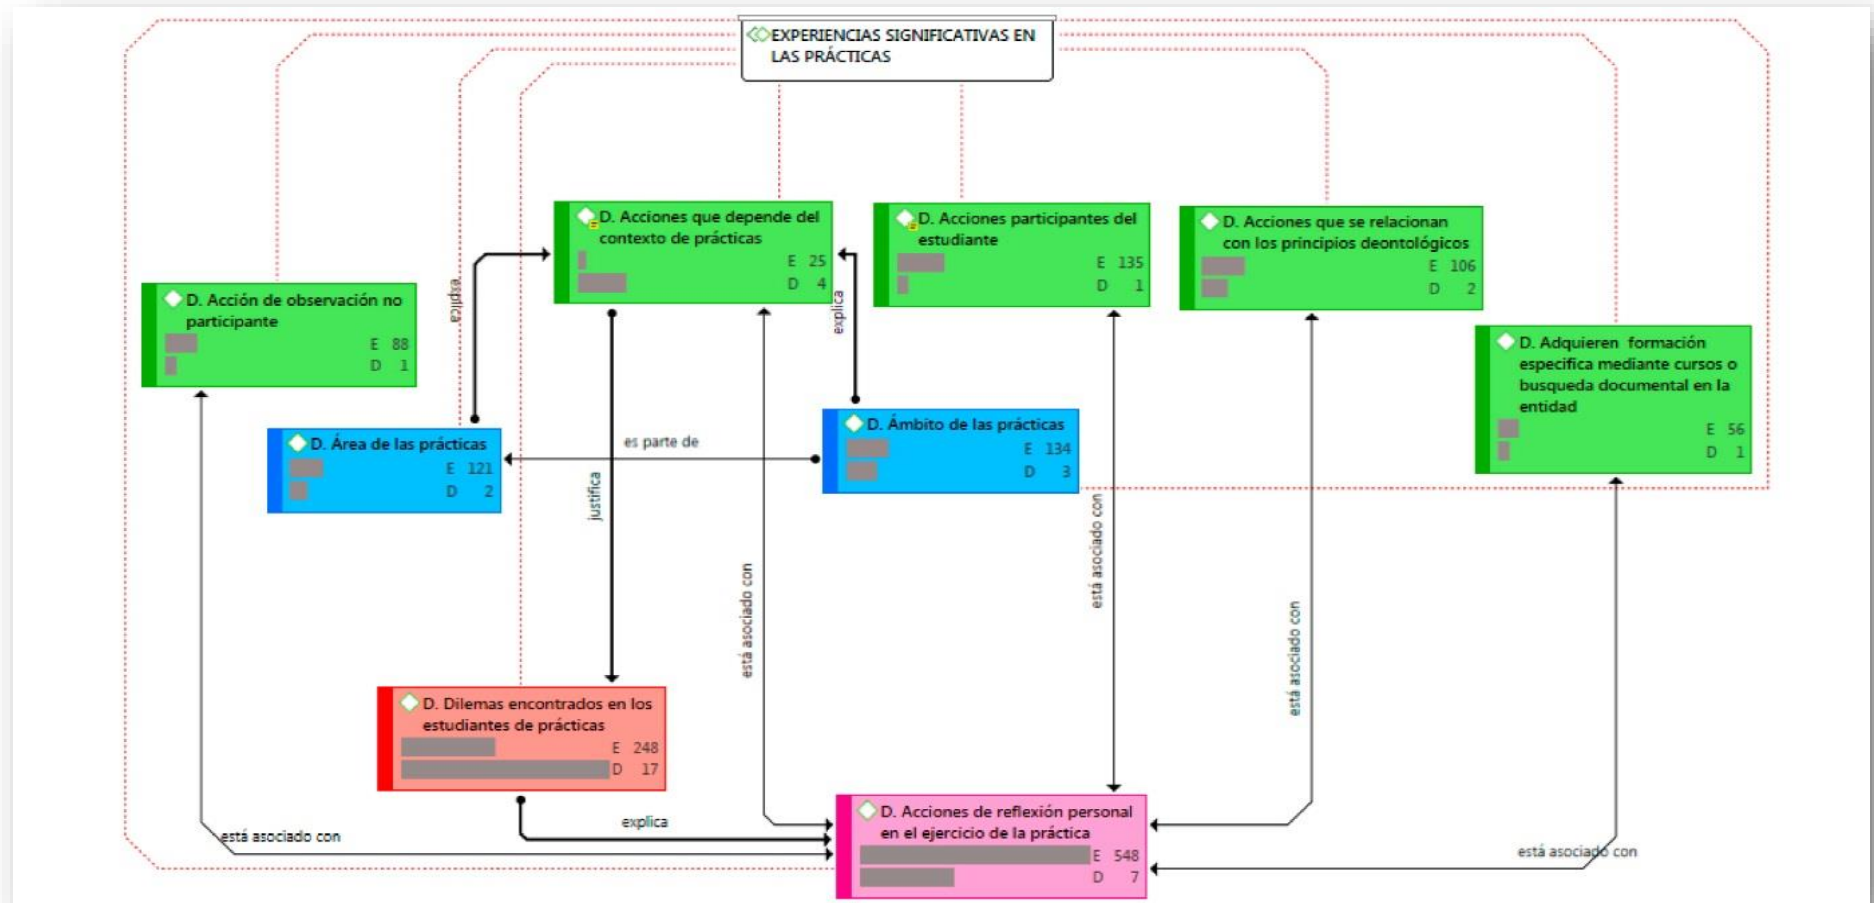 EXPERIENCIAS SIGNIFICATIVAS EN
LAS PRÁCTICAS
D. Acciones que depende del
contexto de prácticas
E 25
D 4
D. Acciones participantes del
estudiante
E 135
D 1
D. Acciones que se relacionan
con los principios deontológicos
E 106
D 2
D. Acción de observación no
participante
E 88
D 1
explica
explica
D. Adquieren formación
especifica mediante cursos o
busqueda documental en la
entidad
E 56
D 1
D. Área de las prácticas
E 121
D 2
es parte de
D. Ámbito de las prácticas
E 134
D 3
justifica
está asociado con
está asociado con
está asociado con
D. Dilemas encontrados en los
estudiantes de prácticas
E 248
D 17
explica
está asociado con
D. Acciones de reflexión personal
en el ejercicio de la práctica
E 548
D 7
está asociado con